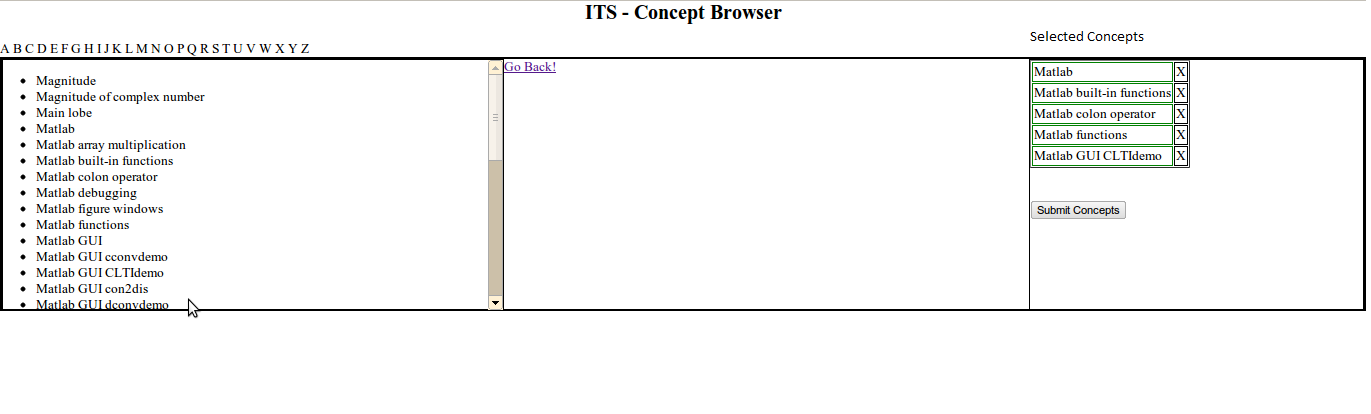 ITS - Concept Browser
Selected Concepts
A B C D E F G H I J K L M N O P Q R S T U V W X Y Z
Magnitude
Magnitude of complex number
Main lobe
Matlab
Matlab array multiplication
Matlab built-in functions
Matlab colon operator
Matlab debugging
Matlab figure windows
Matlab functions
Matlab GUI
Matlab GUI cconvdemo
Matlab GUI CLTIdemo
Matlab GUI con2dis
Matlab GUI dconvdemo
Go Back!
Matlab X
Matlab built-in functions X
Matlab colon operator X
Matlab functions X
Matlab GUI CLTIdemo X
Submit Concepts